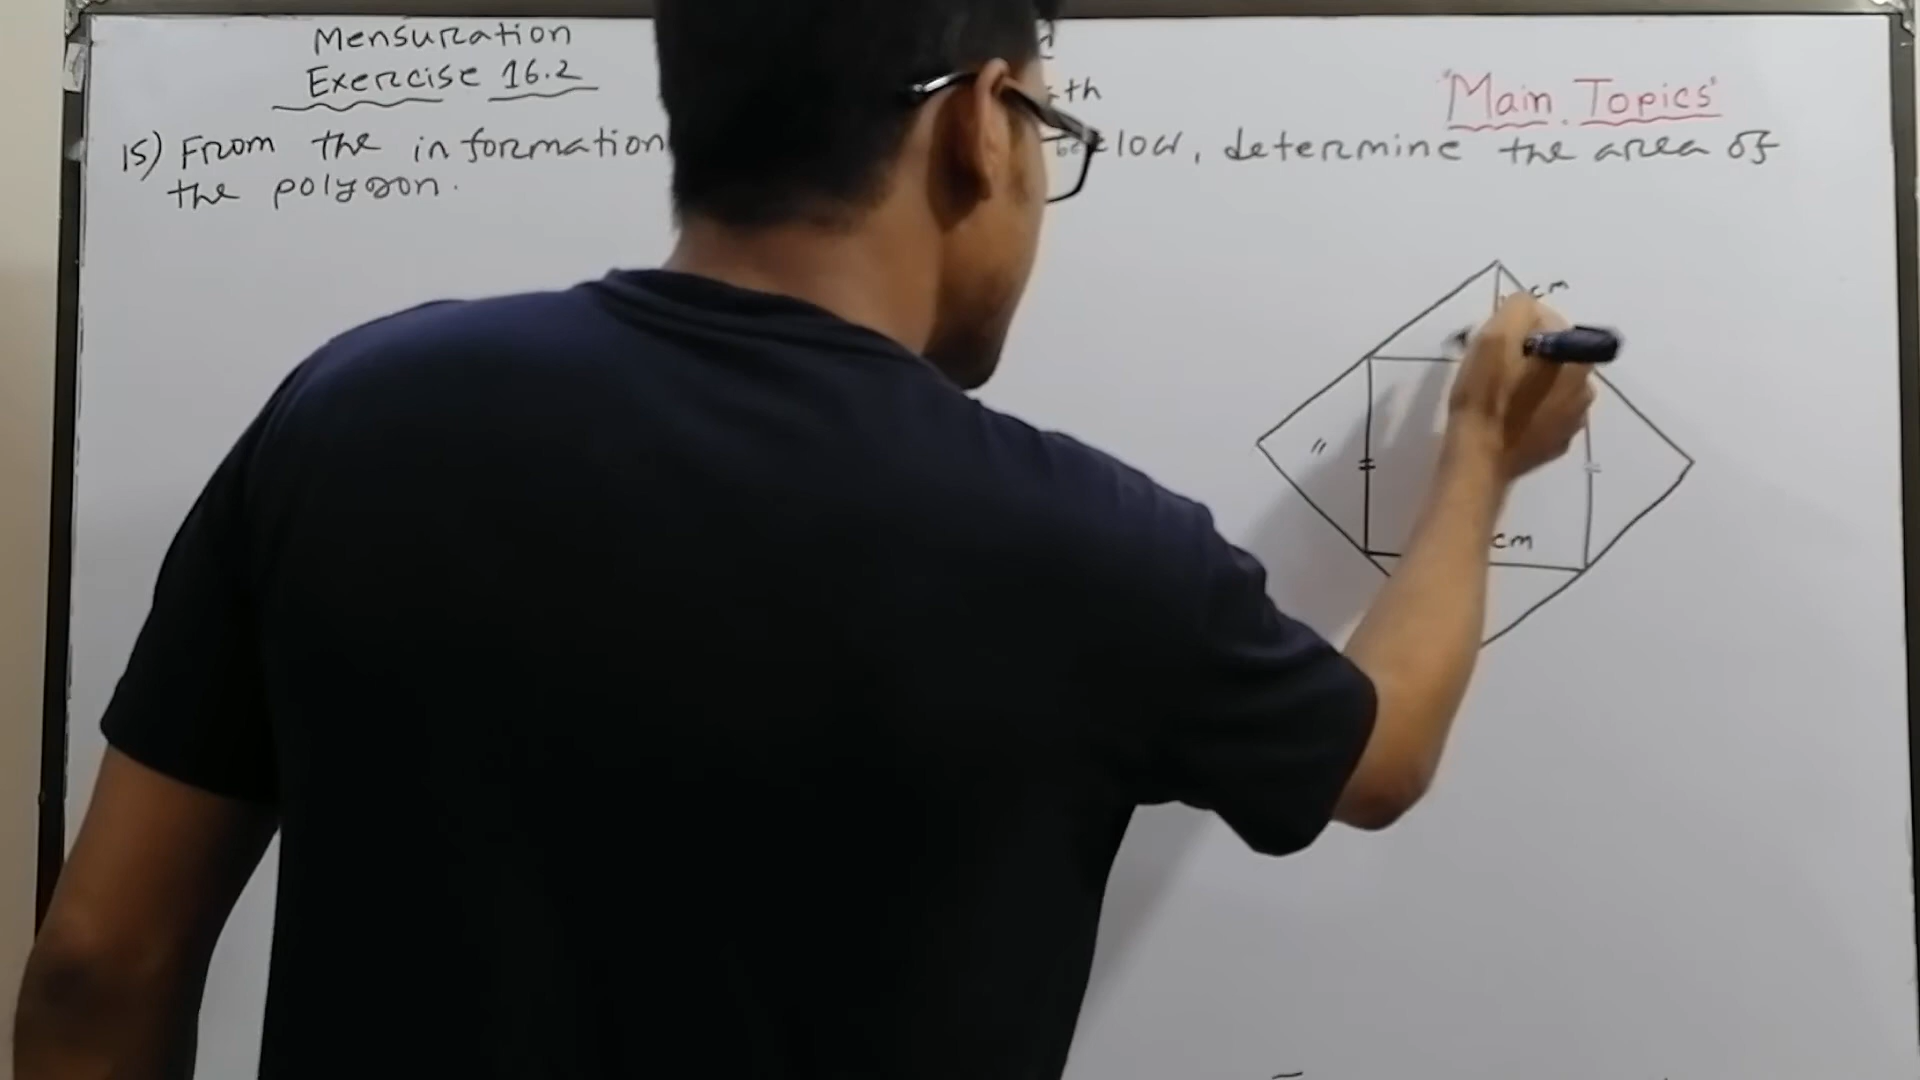 Mensuration
Exercise 16.2
"Main Topics"
15) From the information below, determine the area of
the polygon.
cm
cm